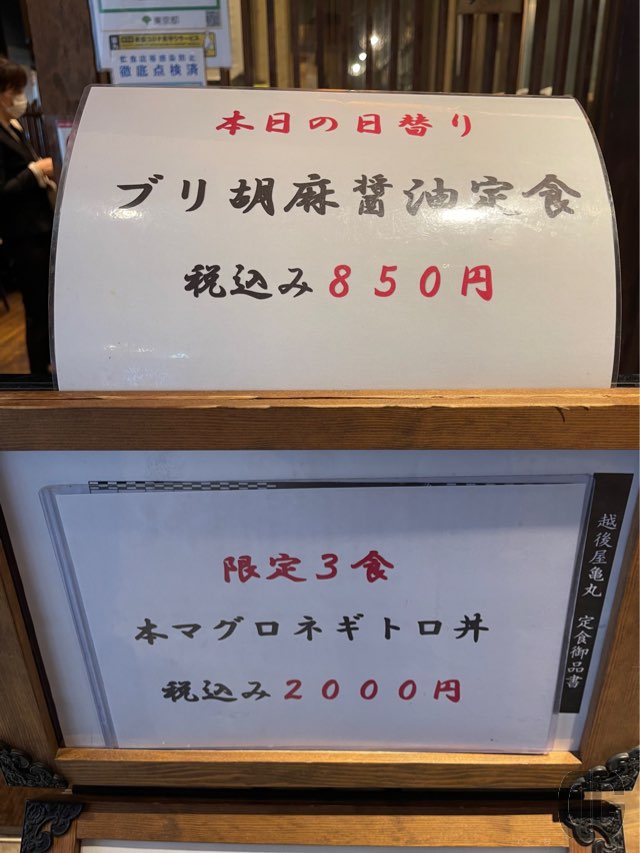 東京都
徹底点検済
本日の日替り
ブリ胡麻醤油定食
税込み８５０円
限定３食
本マグロネギトロ丼
税込み２０００円
越後屋亀丸 定食御品書